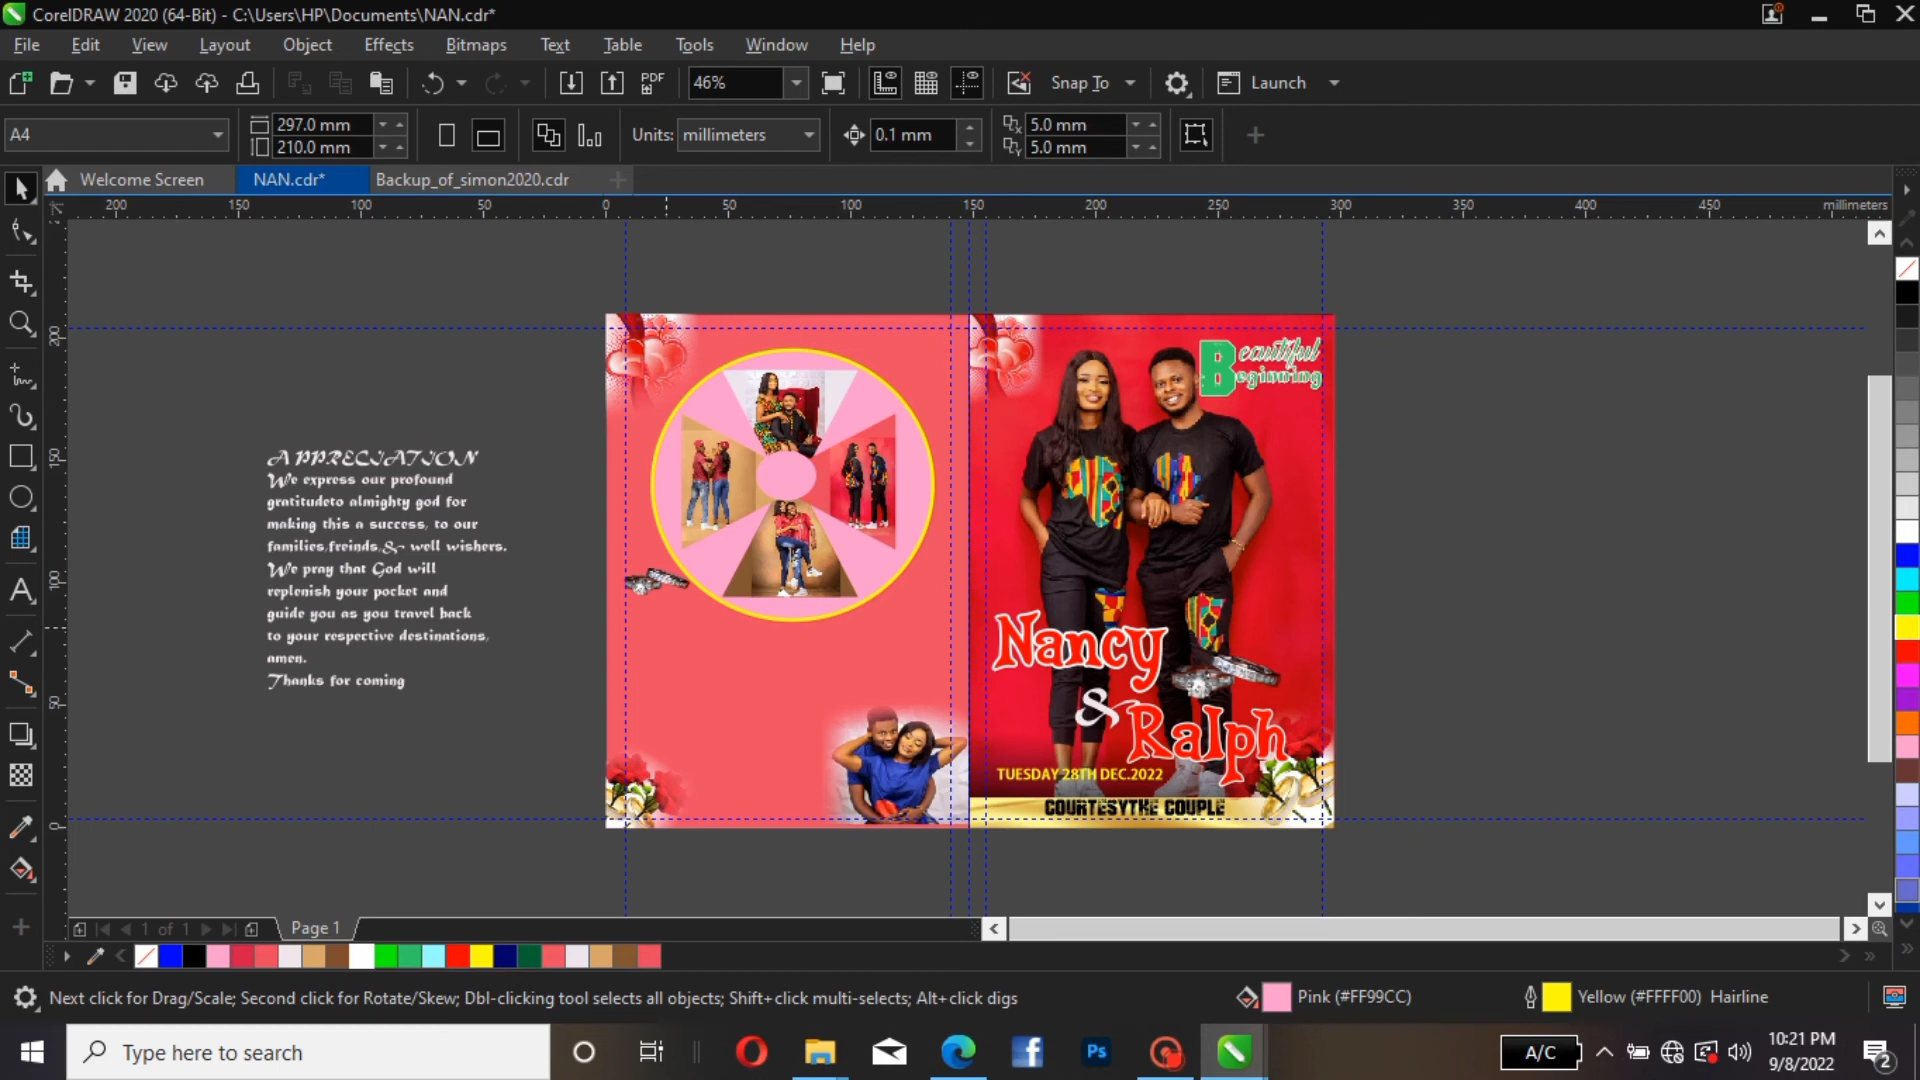 CorelDRAW 2020 (64-Bit) - C:\Users\HP\Documents\NAN.cdr*
File Edit View Layout Object Effects Bitmaps Text Table Tools Window Help
PDF 46% Snap To Launch
A4 297.0 mm 210.0 mm Units: millimeters 0.1 mm 5.0 mm 5.0 mm
Welcome Screen NAN.cdr* Backup_of_simon2020.cdr
200 150 100 50 0 50 100 150 200 250 300 350 400 450 millimeters
200
150
100
50
0
APPRECIATION
We express our profound
gratitudeto almighty god for
making this a success, to our
families,freinds,& well wishers.
We pray that God will
replenish your pocket and
guide you as you travel back
to your respective destinations,
amen.
Thanks for coming
Beautiful
Beginning
Nancy
&
Ralph
TUESDAY 28TH DEC.2022
COURTESYTHE COUPLE
1 of 1 Page 1
Next click for Drag/Scale; Second click for Rotate/Skew; Dbl-clicking tool selects all objects; Shift+click multi-selects; Alt+click digs
Pink (#FF99CC) Yellow (#FFFF00) Hairline
Type here to search
Ps
A/C
10:21 PM
9/8/2022
2